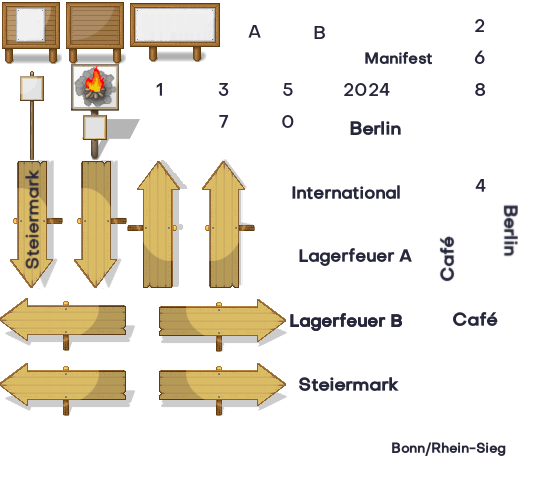 A
B
2
Manifest
6
1
3
5
2024
8
7
0
Berlin
Steiermark
International
4
Berlin
Lagerfeuer A
Café
Lagerfeuer B
Café
Steiermark
Bonn/Rhein-Sieg